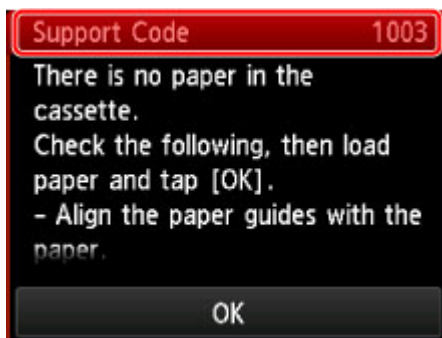 Support Code 1003
There is no paper in the
cassette.
Check the following, then load
paper and tap [OK].
– Align the paper guides with the
paper.
OK